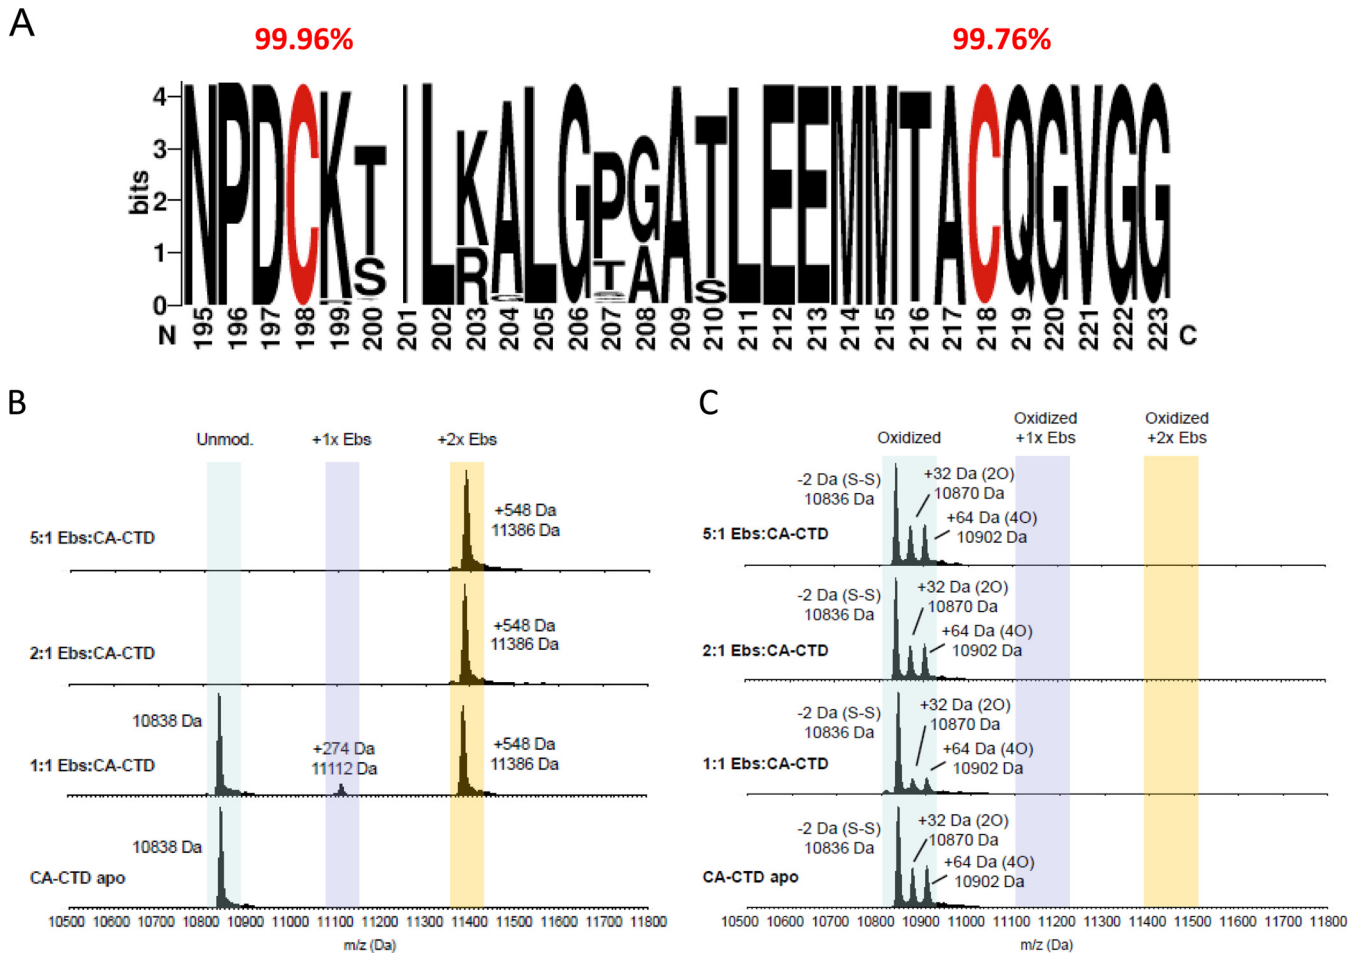 A
99.96% 99.76%
4
3
2
1
0
bits
NPDCKTILKALGPGATLEEMMTACQGVGG
S R C T A S
N 195 196 197 198 199 200 201 202 203 204 205 206 207 208 209 210 211 212 213 214 215 216 217 218 219 220 221 222 223 C
B
Unmod. +1x Ebs +2x Ebs
5:1 Ebs:CA-CTD
+548 Da
11386 Da
2:1 Ebs:CA-CTD
+548 Da
11386 Da
10838 Da
1:1 Ebs:CA-CTD
+274 Da
11112 Da
+548 Da
11386 Da
10838 Da
CA-CTD apo
10500 10600 10700 10800 10900 11000 11100 11200 11300 11400 11500 11600 11700 11800
m/z (Da)
C
Oxidized
Oxidized
+1x Ebs
Oxidized
+2x Ebs
-2 Da (S-S)
10836 Da
+32 Da (2O)
10870 Da
+64 Da (4O)
10902 Da
5:1 Ebs:CA-CTD
-2 Da (S-S)
10836 Da
+32 Da (2O)
10870 Da
+64 Da (4O)
10902 Da
2:1 Ebs:CA-CTD
-2 Da (S-S)
10836 Da
+32 Da (2O)
10870 Da
+64 Da (4O)
10902 Da
1:1 Ebs:CA-CTD
-2 Da (S-S)
10836 Da
+32 Da (2O)
10870 Da
+64 Da (4O)
10902 Da
CA-CTD apo
10500 10600 10700 10800 10900 11000 11100 11200 11300 11400 11500 11600 11700 11800
m/z (Da)